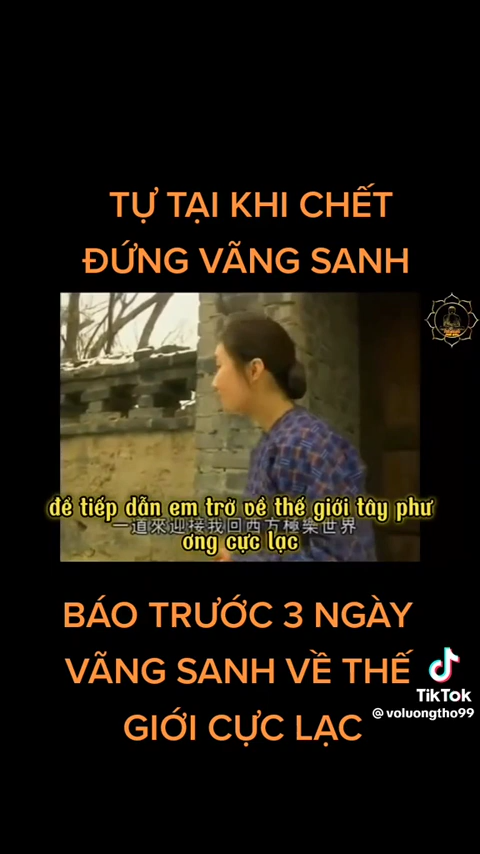 TỰ TẠI KHI CHẾT
ĐỨNG VÃNG SANH
để tiếp dẫn em trở về thế giới tây phư
一道來迎接我回西方極樂世界
ơng cực lạc
BÁO TRƯỚC 3 NGÀY
VÃNG SANH VỀ THẾ
GIỚI CỰC LẠC
TikTok
@voluongtho99